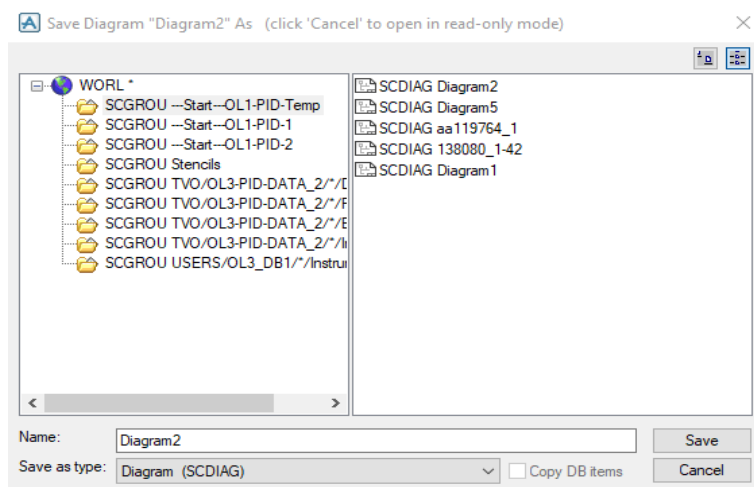 Save Diagram "Diagram2" As (click 'Cancel' to open in read-only mode)
WORL *
SCGROU ---Start---OL1-PID-Temp
SCGROU ---Start---OL1-PID-1
SCGROU ---Start---OL1-PID-2
SCGROU Stencils
SCGROU TVO/OL3-PID-DATA_2/*/D
SCGROU TVO/OL3-PID-DATA_2/*/F
SCGROU TVO/OL3-PID-DATA_2/*/E
SCGROU TVO/OL3-PID-DATA_2/*/I
SCGROU USERS/OL3_DB1/*/Instru
SCDIAG Diagram2
SCDIAG Diagram5
SCDIAG aa119764_1
SCDIAG 138080_1-42
SCDIAG Diagram1
Name: Diagram2 Save
Save as type: Diagram (SCDIAG) Copy DB items Cancel